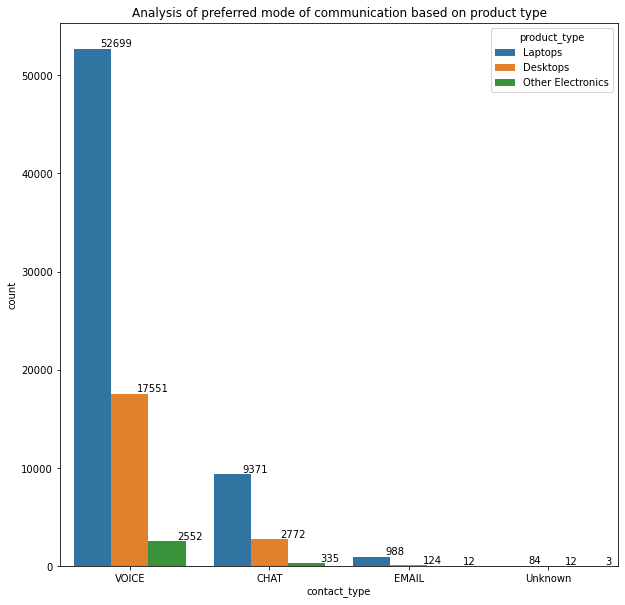 Analysis of preferred mode of communication based on product type
product_type
Laptops
Desktops
Other Electronics
52699
17551
2552
9371
2772
335
988
124
12
84
12
3
50000
40000
30000
20000
10000
0
count
VOICE
CHAT
EMAIL
Unknown
contact_type